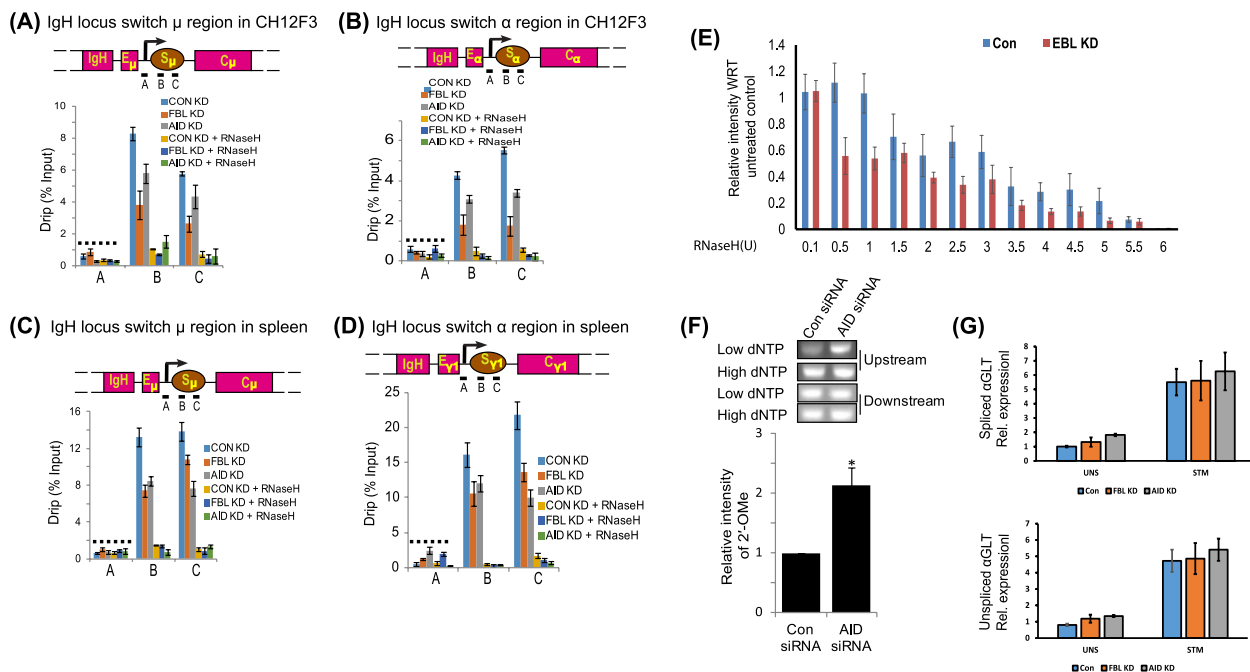 (A) IgH locus switch µ region in CH12F3
IgH Eµ Sµ Cµ
A B C
CON KD
FBL KD
AID KD
CON KD + RNaseH
FBL KD + RNaseH
AID KD + RNaseH
Drip (% Input)
10
8
6
4
2
0
A B C
(B) IgH locus switch α region in CH12F3
IgH Eα Sα Cα
A B C
CON KD
FBL KD
AID KD
CON KD + RNaseH
FBL KD + RNaseH
AID KD + RNaseH
Drip (% Input)
6
4
2
0
A B C
(E)
Con EBL KD
Relative intensity WRT
untreated control
1.4
1.2
1
0.8
0.6
0.4
0.2
0
RNaseH(U) 0.1 0.5 1 1.5 2 2.5 3 3.5 4 4.5 5 5.5 6
(C) IgH locus switch µ region in spleen
IgH Eµ Sµ Cµ
A B C
CON KD
FBL KD
AID KD
CON KD + RNaseH
FBL KD + RNaseH
AID KD + RNaseH
Drip (% Input)
16
12
8
4
0
A B C
(D) IgH locus switch α region in spleen
IgH Eγ1 Sγ1 Cγ1
A B C
CON KD
FBL KD
AID KD
CON KD + RNaseH
FBL KD + RNaseH
AID KD + RNaseH
Drip (% Input)
25
20
15
10
5
0
A B C
(F)
Con siRNA
AID siRNA
Low dNTP
High dNTP
Upstream
Low dNTP
High dNTP
Downstream
Relative intensity
of 2'-OMe
3
2
2
1
0
*
Con
siRNA
AID
siRNA
(G)
Spliced αGLT
Rel. expressionl
8
7
6
5
4
3
2
1
0
UNS STM
Con FBL KD AID KD
Unspliced αGLT
Rel. expressionl
7
6
5
4
3
2
1
0
UNS STM
Con FBL KD AID KD